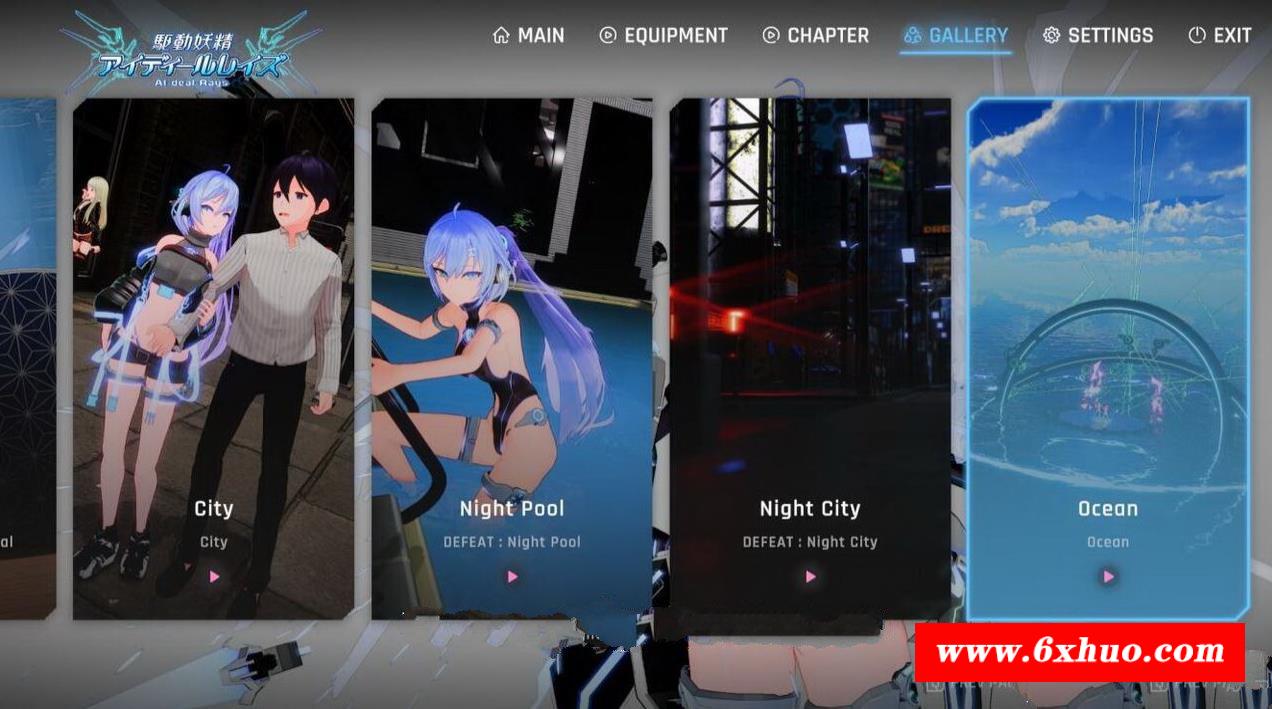 駆動妖精
アイディールレイズ
AI deal Rays
MAIN EQUIPMENT CHAPTER GALLERY SETTINGS EXIT
al
City
City
Night Pool
DEFEAT : Night Pool
Night City
DEFEAT : Night City
Ocean
Ocean
www.6xhuo.com